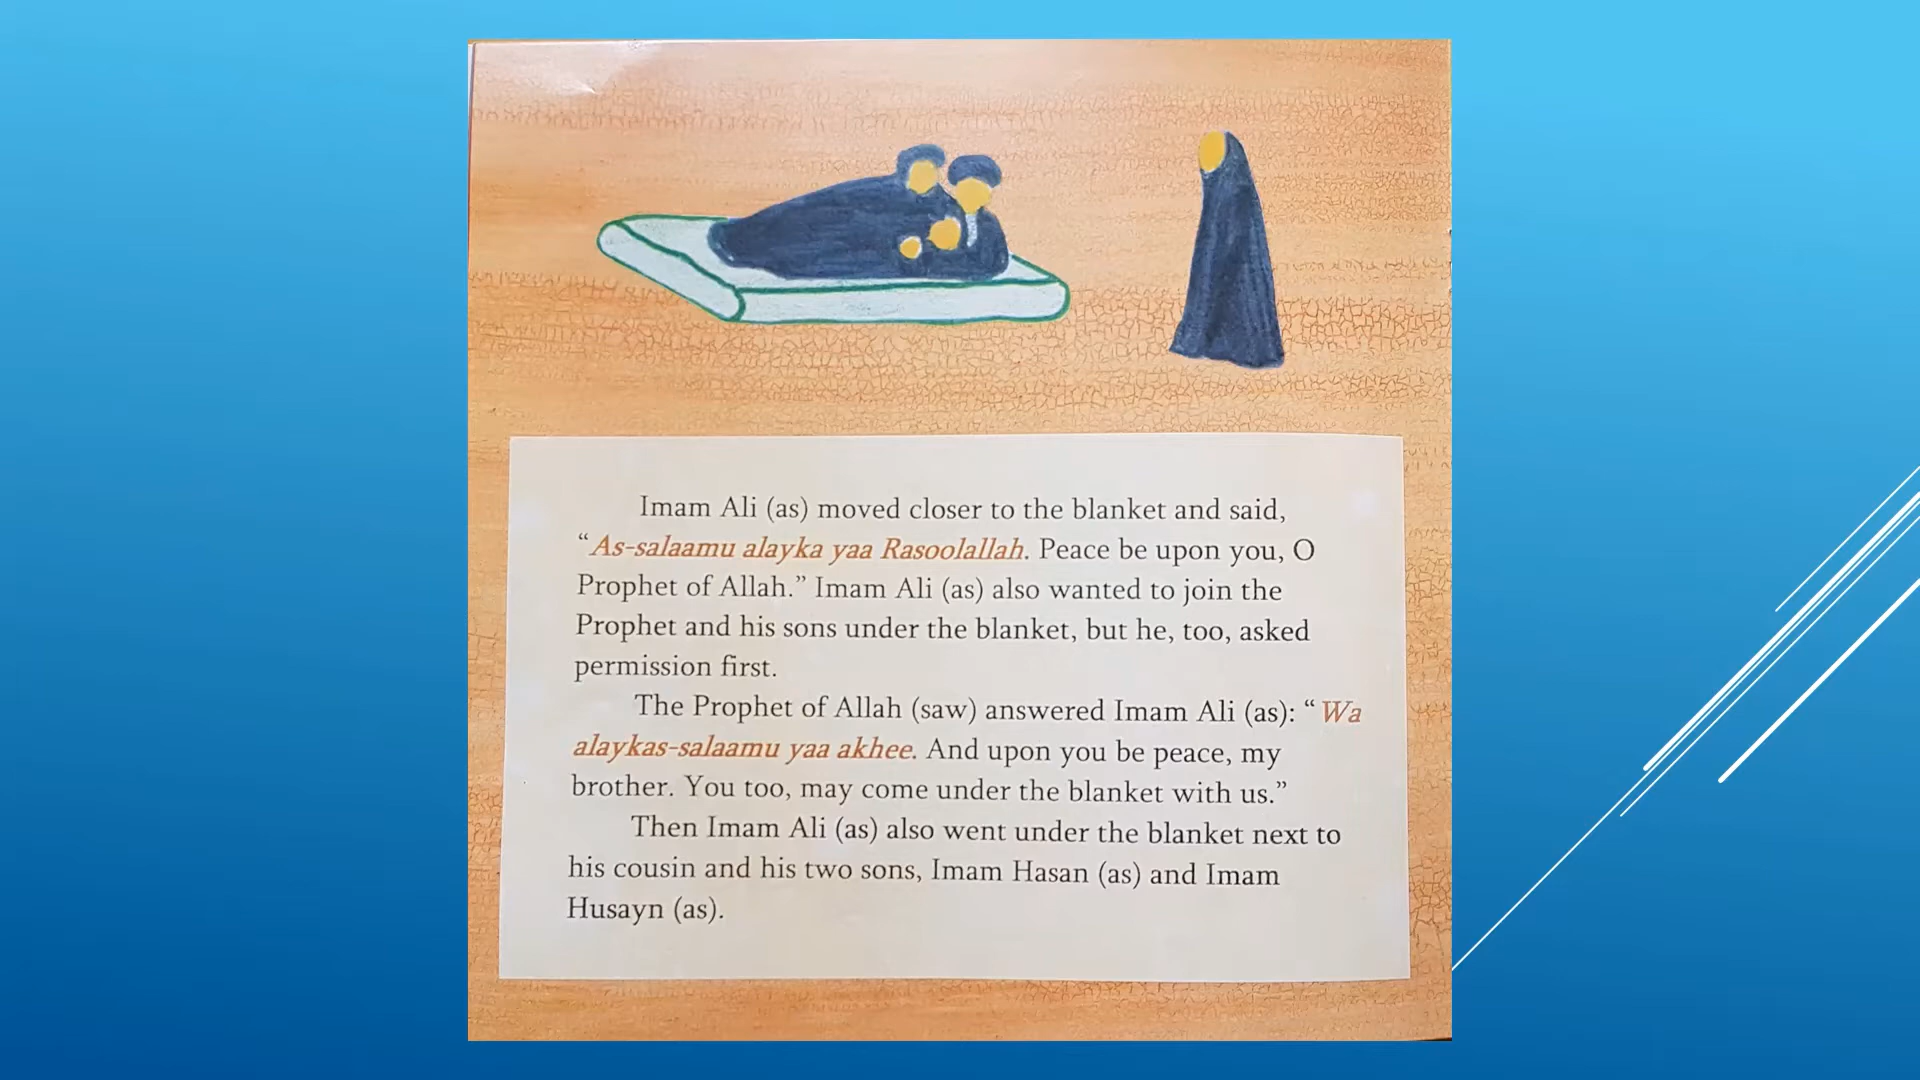 Imam Ali (as) moved closer to the blanket and said,
“As-salaamu alayka yaa Rasoolallah. Peace be upon you, O
Prophet of Allah.” Imam Ali (as) also wanted to join the
Prophet and his sons under the blanket, but he, too, asked
permission first.
The Prophet of Allah (saw) answered Imam Ali (as): “Wa
alaykas-salaamu yaa akhee. And upon you be peace, my
brother. You too, may come under the blanket with us.”
Then Imam Ali (as) also went under the blanket next to
his cousin and his two sons, Imam Hasan (as) and Imam
Husayn (as).